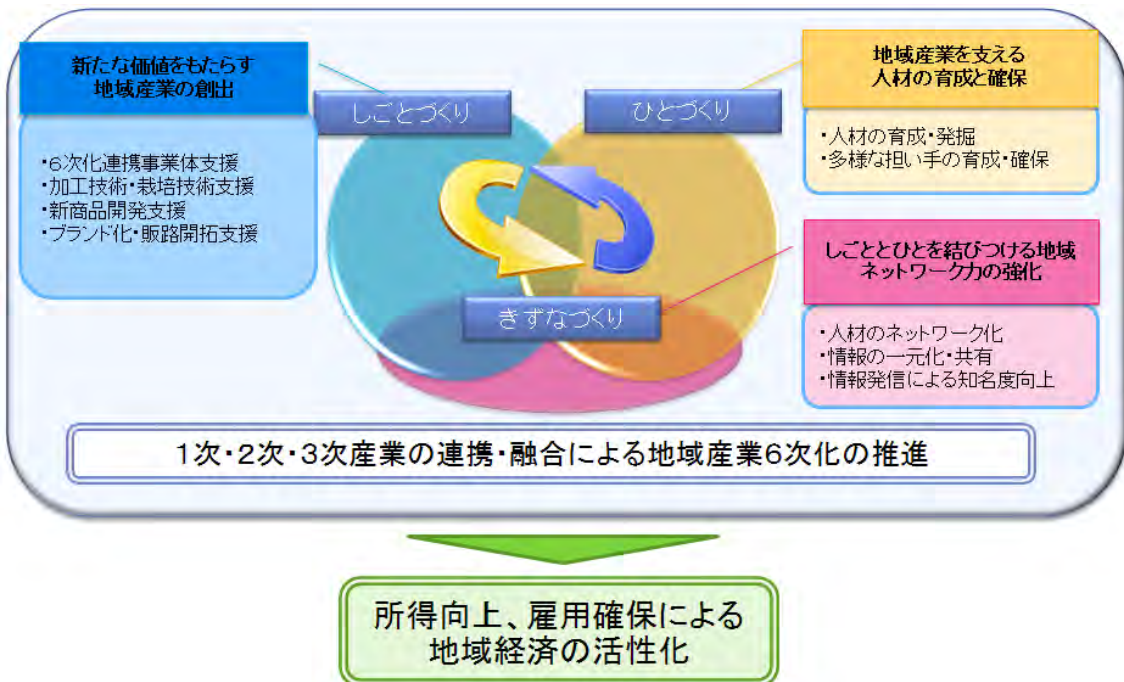 新たな価値をもたらす
地域産業の創出
しごとづくり
・6次化連携事業体支援
・加工技術・栽培技術支援
・新商品開発支援
・ブランド化・販路開拓支援
ひとづくり
地域産業を支える
人材の育成と確保
・人材の育成・発掘
・多様な担い手の育成・確保
きずなづくり
しごととひとを結びつける地域
ネットワーク力の強化
・人材のネットワーク化
・情報の一元化・共有
・情報発信による知名度向上
1次・2次・3次産業の連携・融合による地域産業6次化の推進
所得向上、雇用確保による
地域経済の活性化